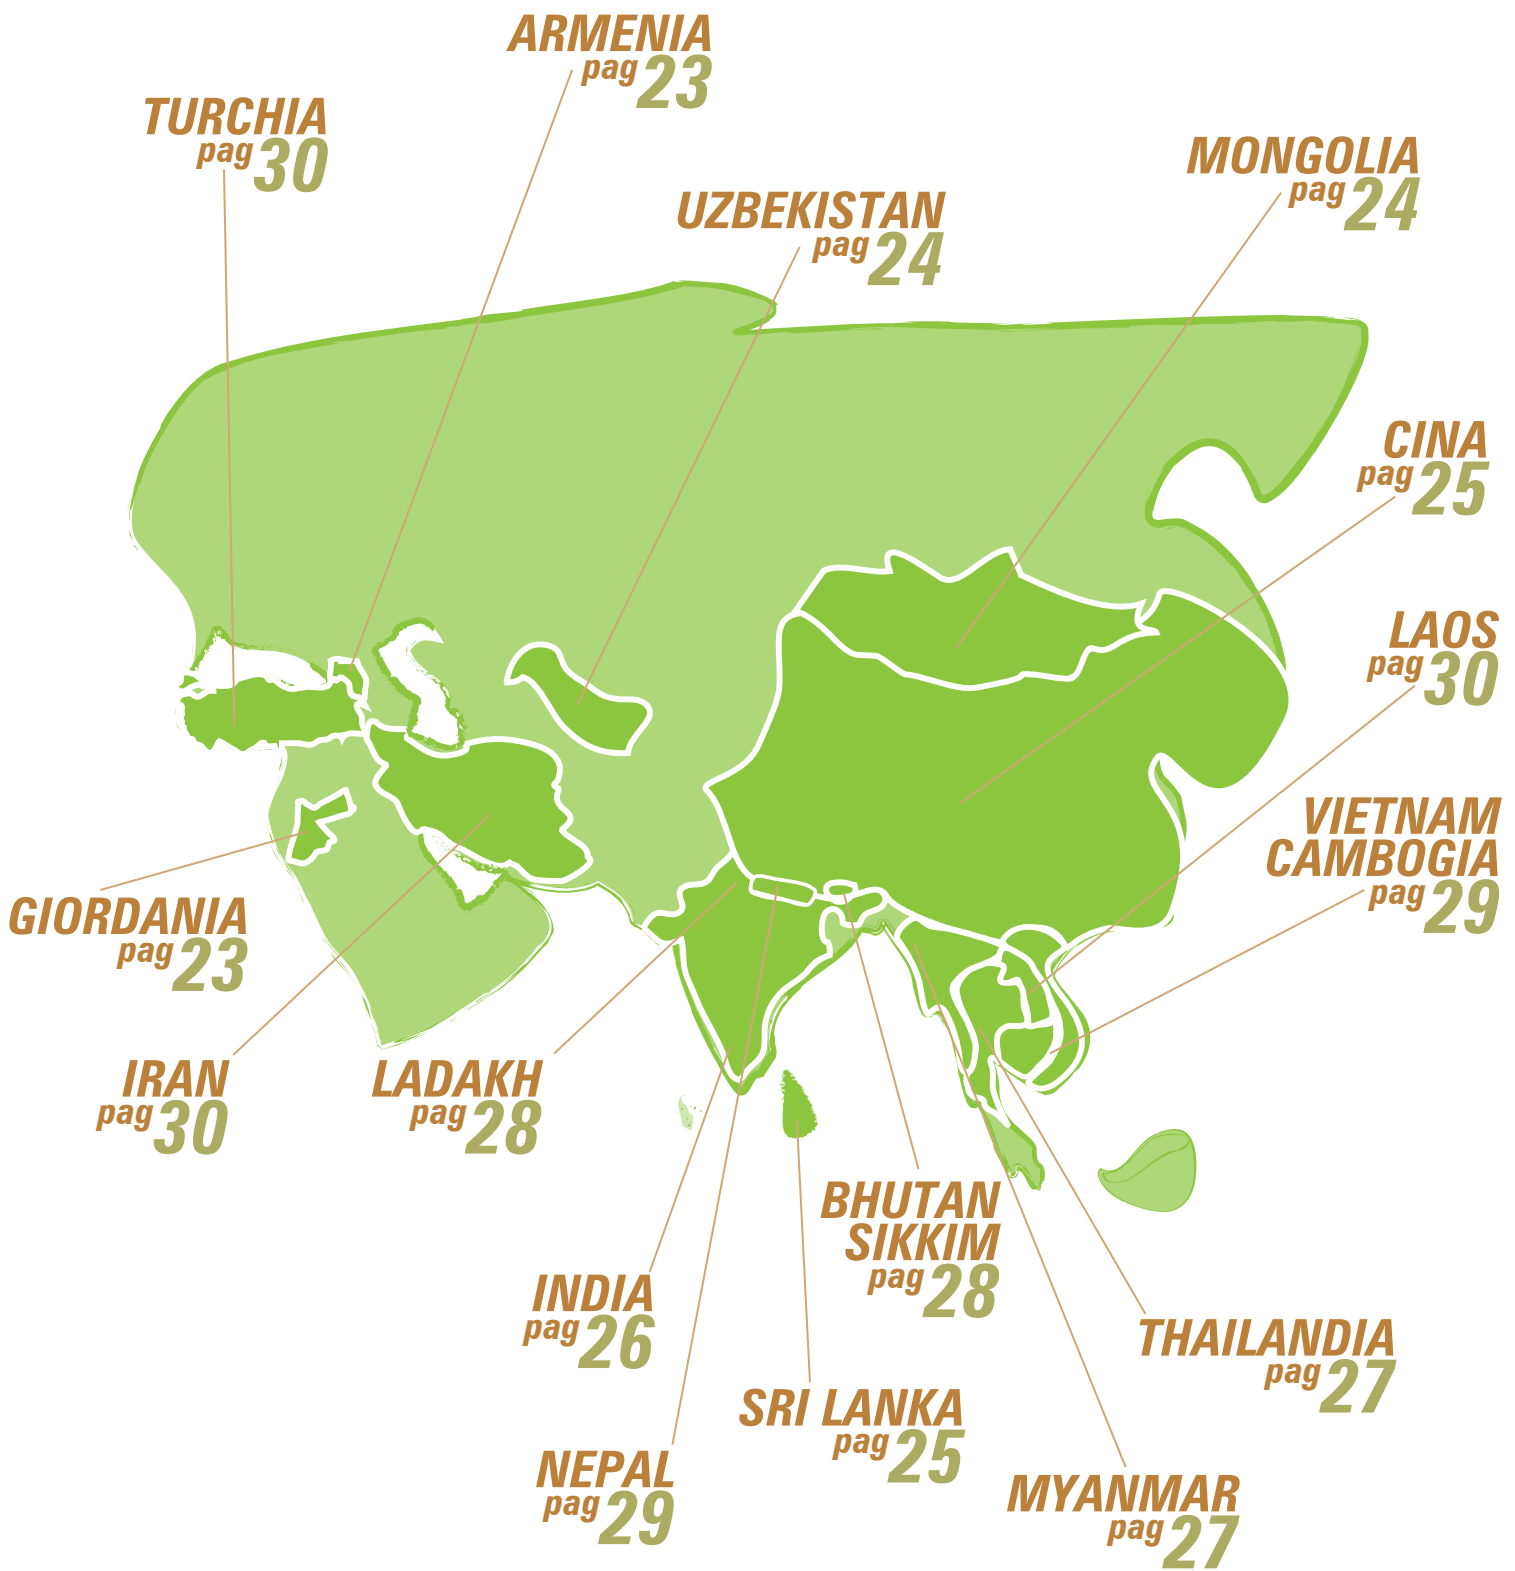 ARMENIA
pag 23
TURCHIA
pag 30
MONGOLIA
pag 24
UZBEKISTAN
pag 24
CINA
pag 25
LAOS
pag 30
VIETNAM
CAMBOGIA
pag 29
GIORDANIA
pag 23
IRAN
pag 30
LADAKH
pag 28
BHUTAN
SIKKIM
pag 28
INDIA
pag 26
THAILANDIA
pag 27
SRI LANKA
pag 25
NEPAL
pag 29
MYANMAR
pag 27